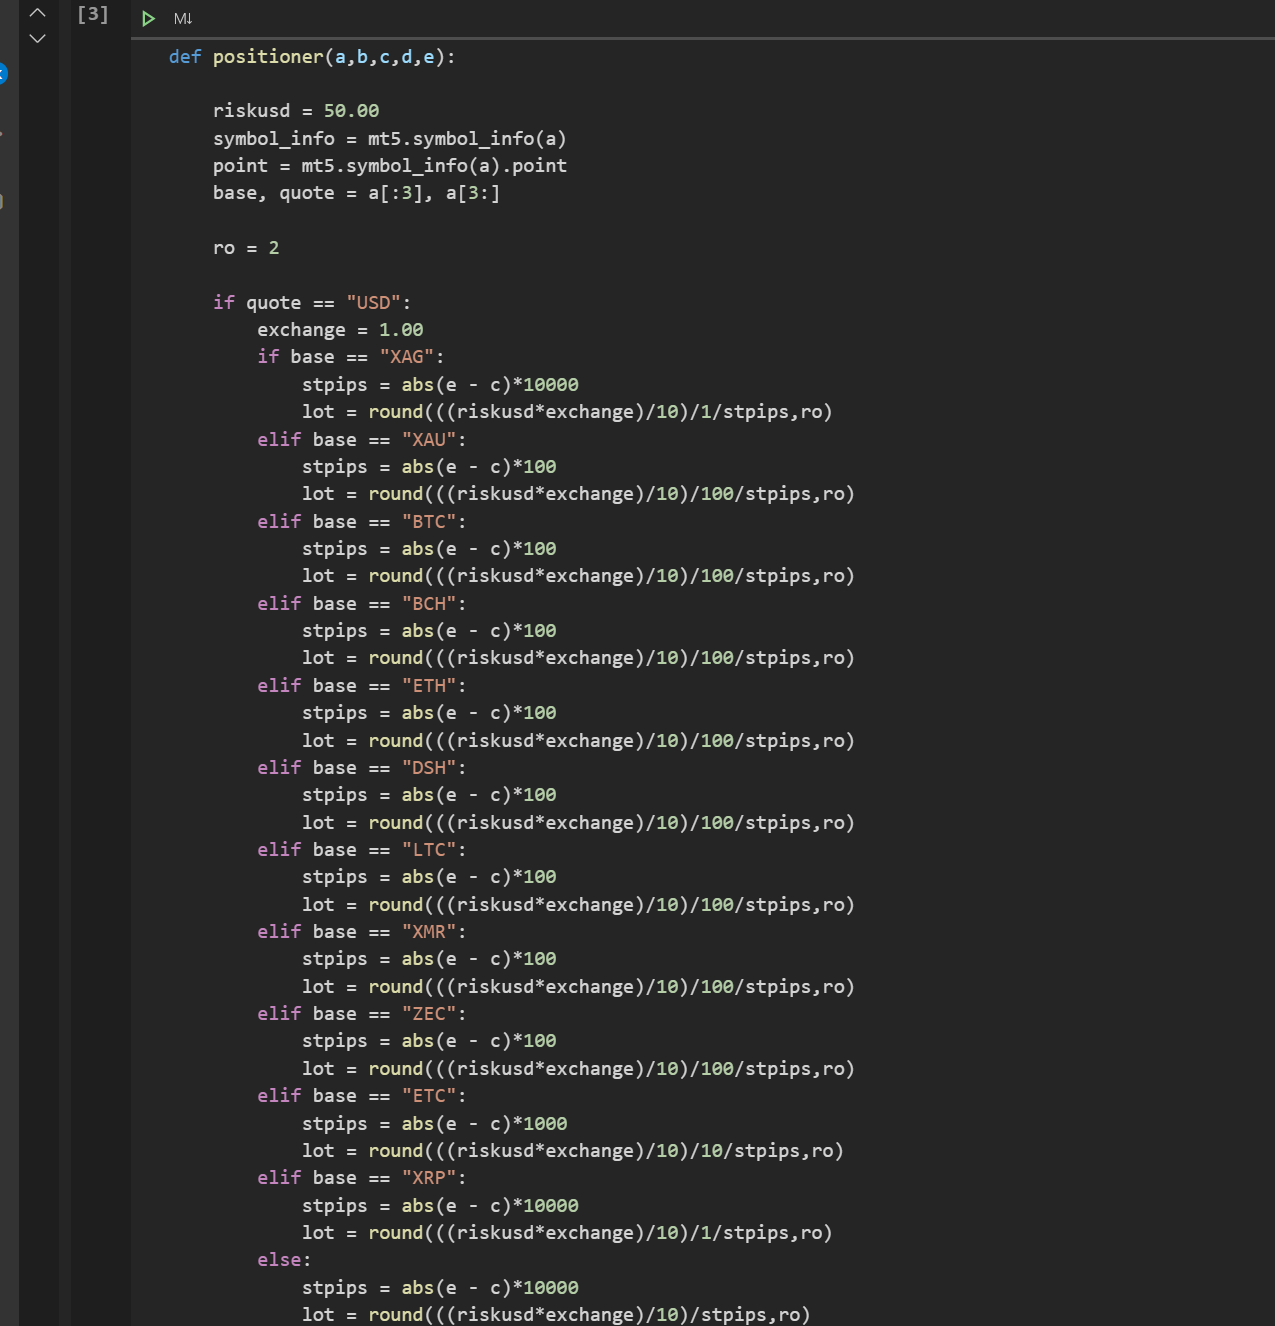 [3] M↓
def positioner(a,b,c,d,e):
riskusd = 50.00
symbol_info = mt5.symbol_info(a)
point = mt5.symbol_info(a).point
base, quote = a[:3], a[3:]
ro = 2
if quote == "USD":
exchange = 1.00
if base == "XAG":
stpips = abs(e - c)*10000
lot = round(((riskusd*exchange)/10)/1/stpips,ro)
elif base == "XAU":
stpips = abs(e - c)*100
lot = round(((riskusd*exchange)/10)/100/stpips,ro)
elif base == "BTC":
stpips = abs(e - c)*100
lot = round(((riskusd*exchange)/10)/100/stpips,ro)
elif base == "BCH":
stpips = abs(e - c)*100
lot = round(((riskusd*exchange)/10)/100/stpips,ro)
elif base == "ETH":
stpips = abs(e - c)*100
lot = round(((riskusd*exchange)/10)/100/stpips,ro)
elif base == "DSH":
stpips = abs(e - c)*100
lot = round(((riskusd*exchange)/10)/100/stpips,ro)
elif base == "LTC":
stpips = abs(e - c)*100
lot = round(((riskusd*exchange)/10)/100/stpips,ro)
elif base == "XMR":
stpips = abs(e - c)*100
lot = round(((riskusd*exchange)/10)/100/stpips,ro)
elif base == "ZEC":
stpips = abs(e - c)*100
lot = round(((riskusd*exchange)/10)/100/stpips,ro)
elif base == "ETC":
stpips = abs(e - c)*1000
lot = round(((riskusd*exchange)/10)/10/stpips,ro)
elif base == "XRP":
stpips = abs(e - c)*10000
lot = round(((riskusd*exchange)/10)/1/stpips,ro)
else:
stpips = abs(e - c)*10000
lot = round(((riskusd*exchange)/10)/stpips,ro)